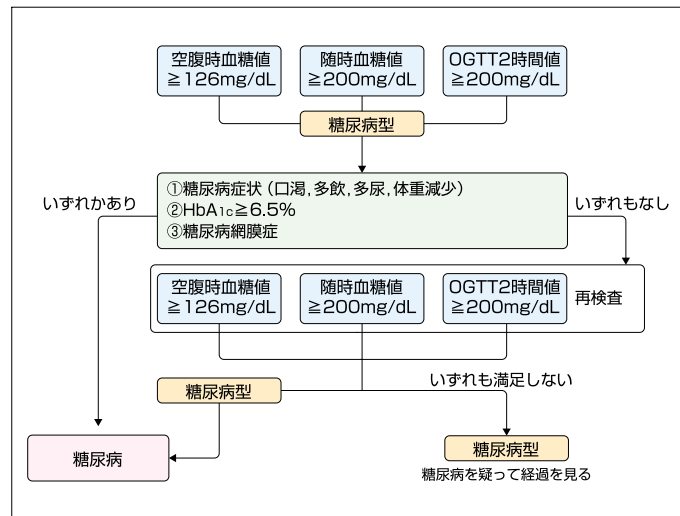 空腹時血糖値
≧126mg/dL
随時血糖値
≧200mg/dL
OGTT2時間値
≧200mg/dL
糖尿病型
①糖尿病症状(口渇,多飲,多尿,体重減少)
②HbA1c≧6.5%
③糖尿病網膜症
いずれかあり
いずれもなし
空腹時血糖値
≧126mg/dL
随時血糖値
≧200mg/dL
OGTT2時間値
≧200mg/dL
再検査
糖尿病型
いずれも満足しない
糖尿病
糖尿病型
糖尿病を疑って経過を見る